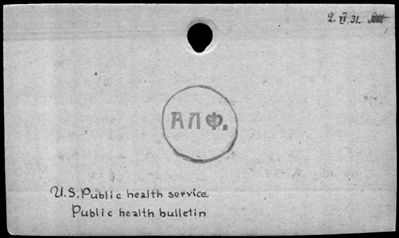 2.VI.31.
АЛФ.
U.S. Public health service
Public health bulletin